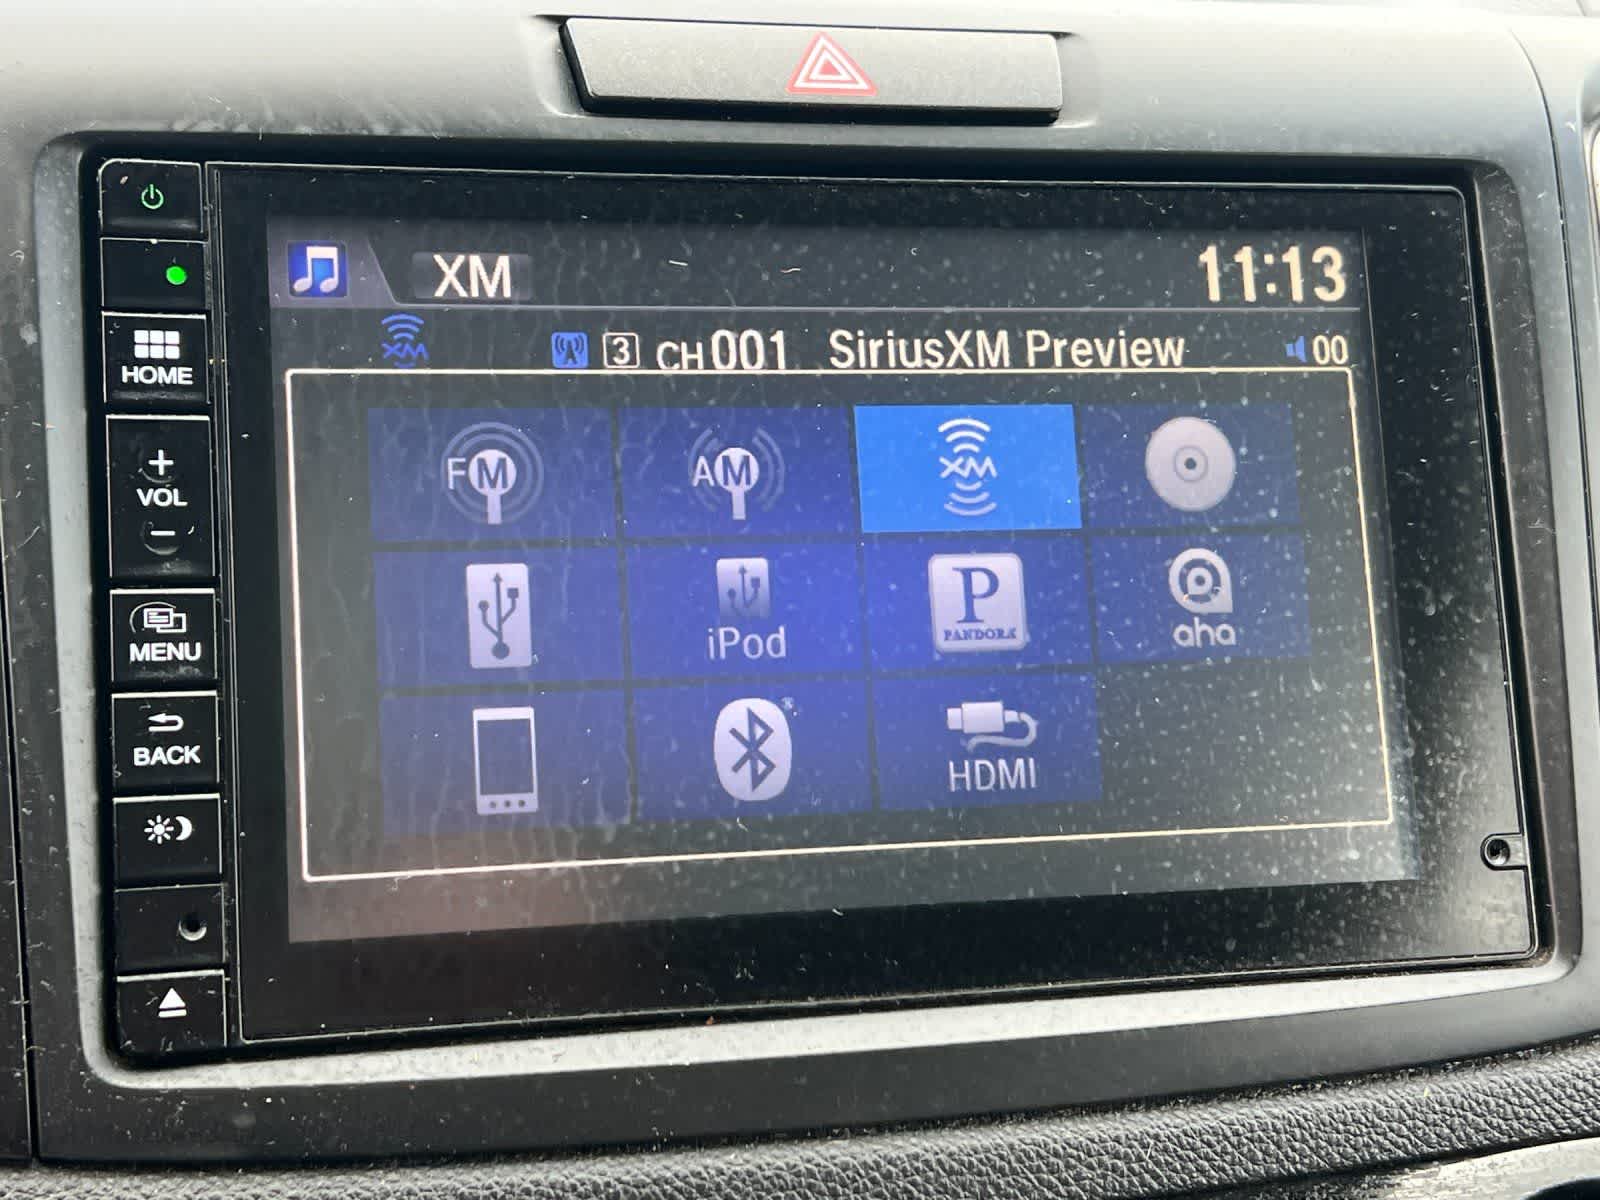 XM
11:13
XM
3 CH 001 SiriusXM Preview 00
HOME
+
VOL
−
MENU
BACK
FM
AM
XM
iPod
P
PANDORA
aha
HDMI